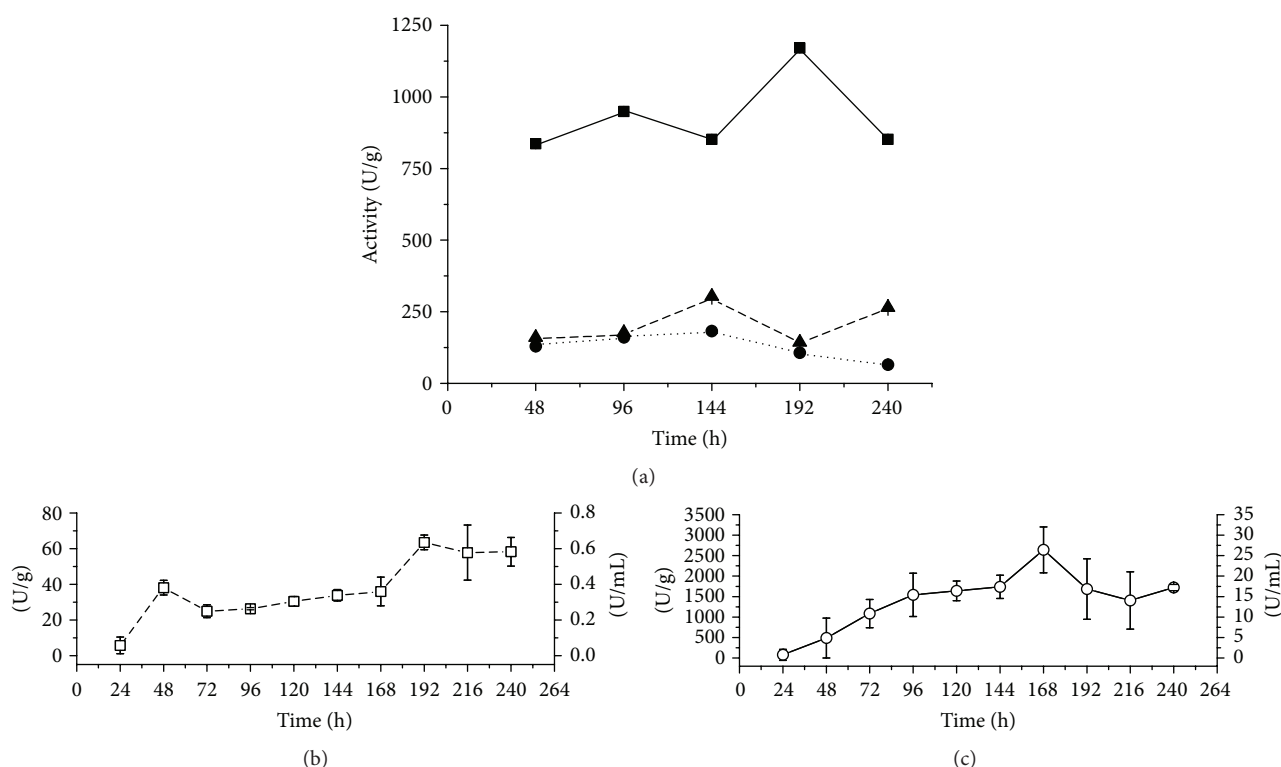 1250
1000
750
500
250
0
Activity (U/g)
0 48 96 144 192 240
Time (h)
(a)
80
60
40
20
0
(U/g)
0.8
0.6
0.4
0.2
0.0
(U/mL)
0 24 48 72 96 120 144 168 192 216 240 264
Time (h)
(b)
3500
3000
2500
2000
1500
1000
500
0
(U/g)
35
30
25
20
15
10
5
0
(U/mL)
0 24 48 72 96 120 144 168 192 216 240 264
Time (h)
(c)